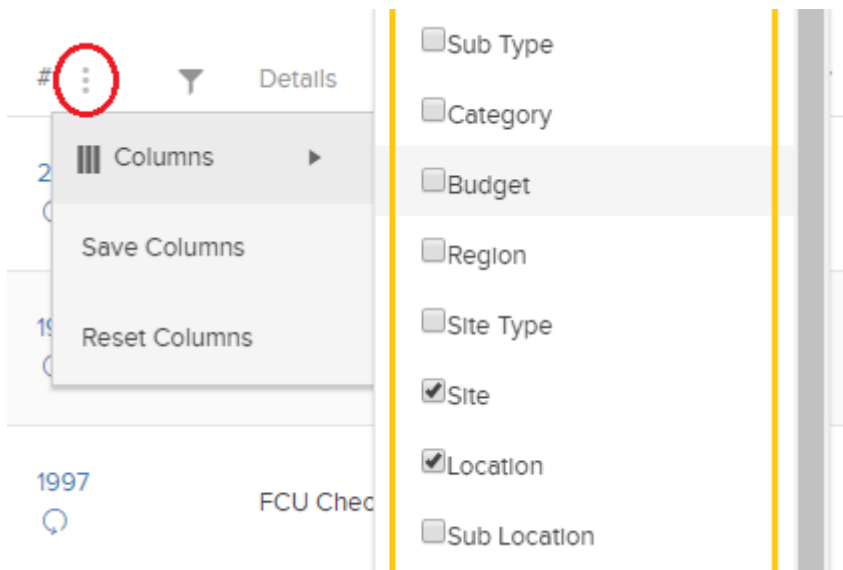 # Details
Columns
Save Columns
Reset Columns
1997
FCU Chec
Sub Type
Category
Budget
Region
Site Type
Site
Location
Sub Location